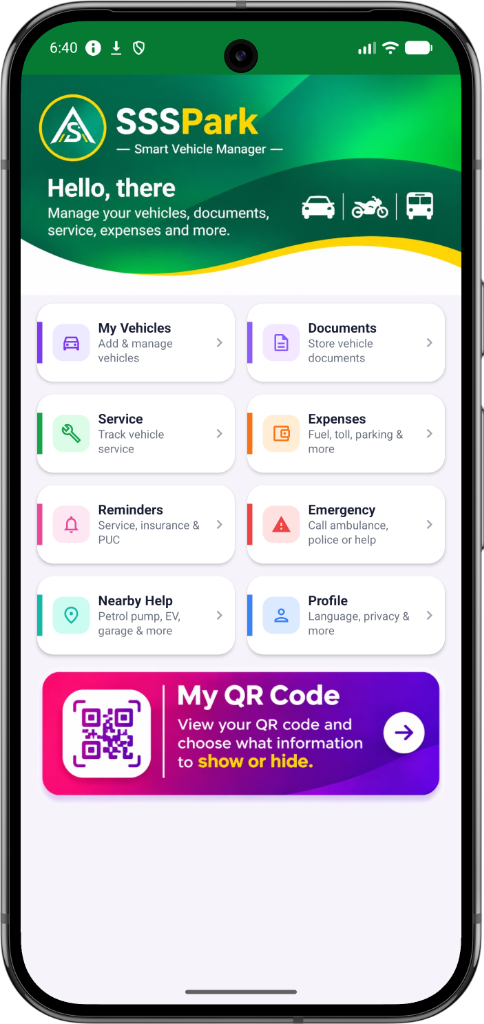 6:40
SSSPark
— Smart Vehicle Manager —
Hello, there
Manage your vehicles, documents,
service, expenses and more.
My Vehicles
Add & manage
vehicles
Documents
Store vehicle
documents
Service
Track vehicle
service
Expenses
Fuel, toll, parking &
more
Reminders
Service, insurance &
PUC
Emergency
Call ambulance,
police or help
Nearby Help
Petrol pump, EV,
garage & more
Profile
Language, privacy &
more
My QR Code
View your QR code and
choose what information
to show or hide.